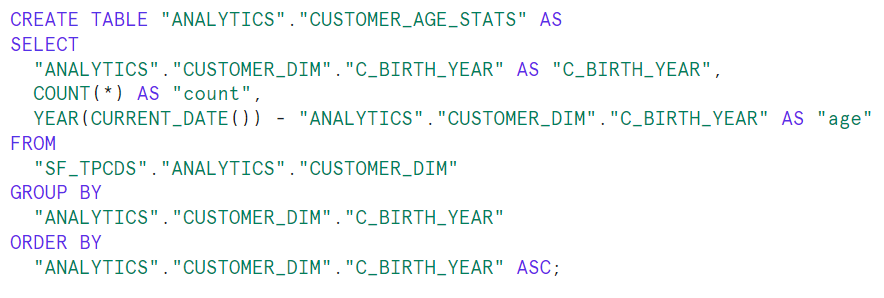 CREATE TABLE "ANALYTICS"."CUSTOMER_AGE_STATS" AS
SELECT
  "ANALYTICS"."CUSTOMER_DIM"."C_BIRTH_YEAR" AS "C_BIRTH_YEAR",
  COUNT(*) AS "count",
  YEAR(CURRENT_DATE()) - "ANALYTICS"."CUSTOMER_DIM"."C_BIRTH_YEAR" AS "age"
FROM
  "SF_TPCDS"."ANALYTICS"."CUSTOMER_DIM"
GROUP BY
  "ANALYTICS"."CUSTOMER_DIM"."C_BIRTH_YEAR"
ORDER BY
  "ANALYTICS"."CUSTOMER_DIM"."C_BIRTH_YEAR" ASC;